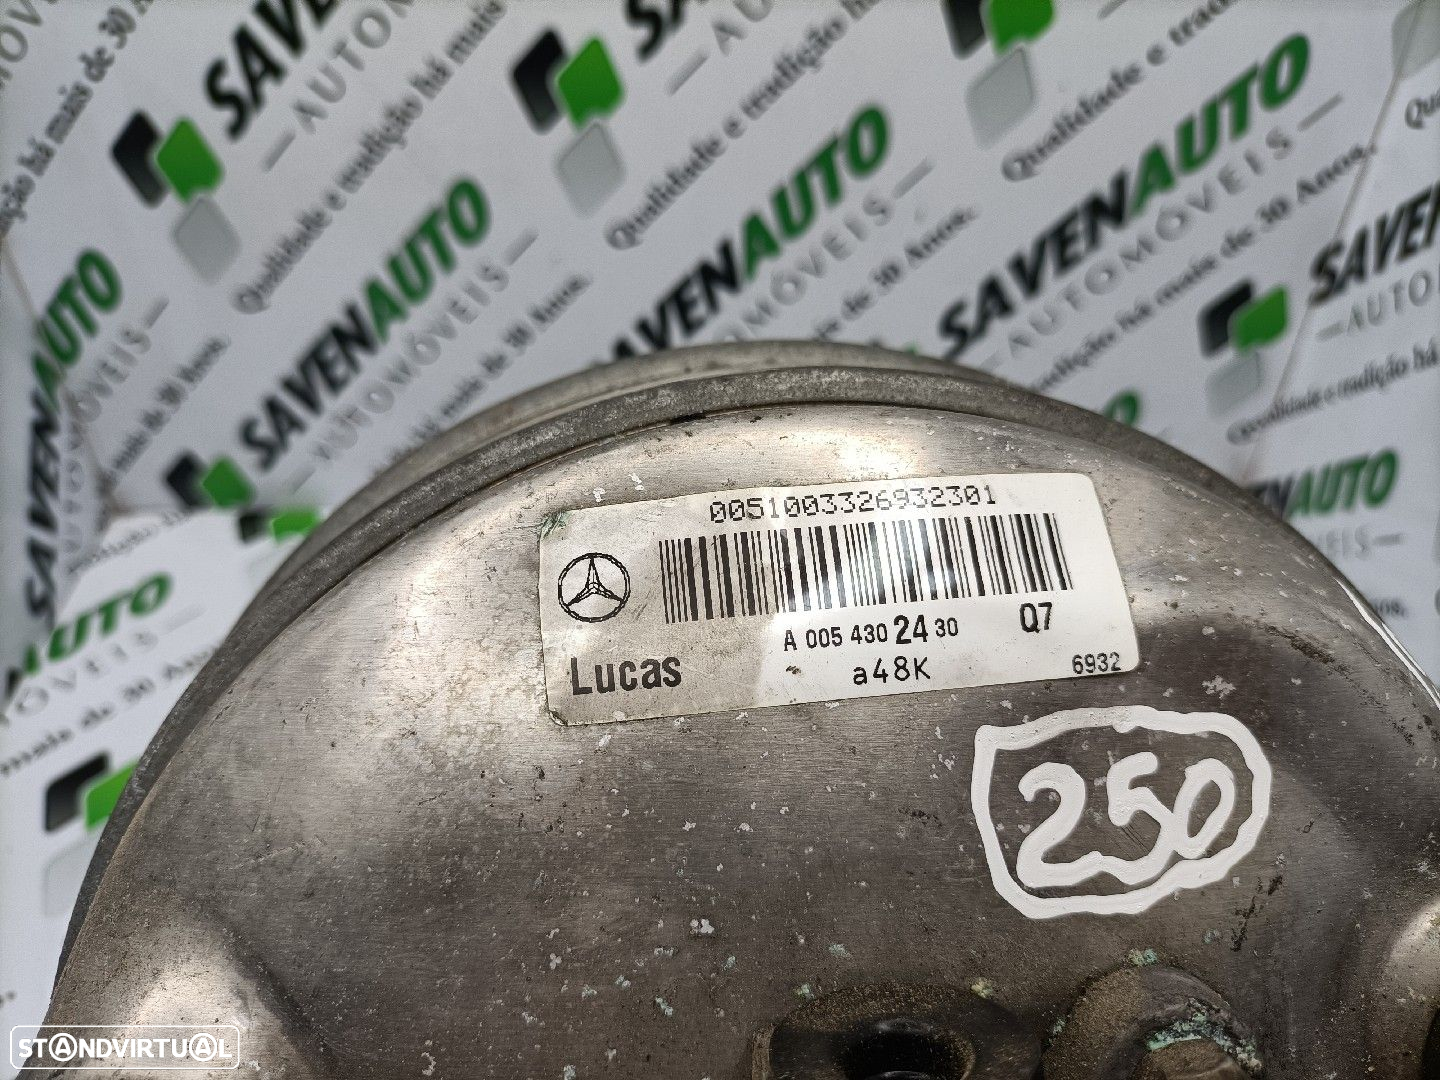 SAVENAUTO
AUTOMÓVEIS
Qualidade e tradição há mais de 30 Anos.
0051003326932301
A 005 430 24 30 Q7
Lucas a48K 6932
250
STANDVIRTUAL